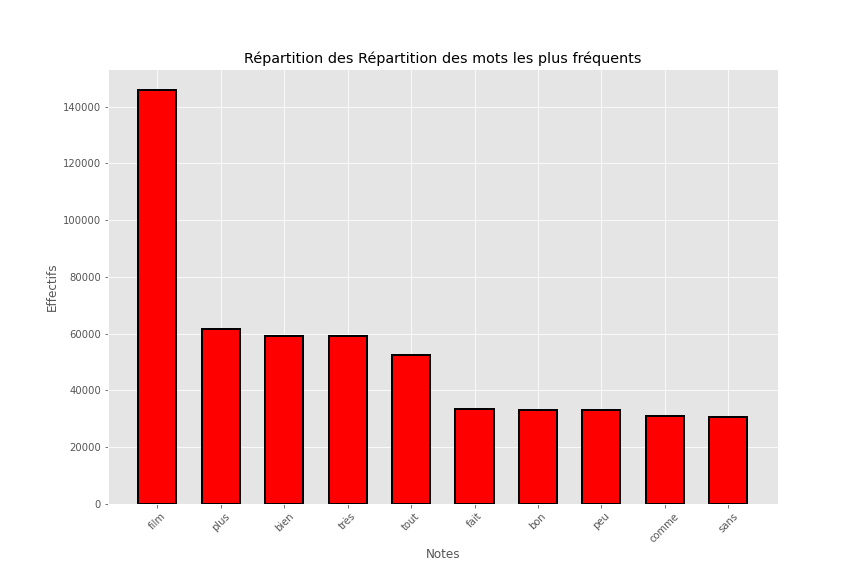 Répartition des Répartition des mots les plus fréquents
140000
120000
100000
80000
60000
40000
20000
0
Effectifs
film plus bien très tout fait bon peu comme sans
Notes